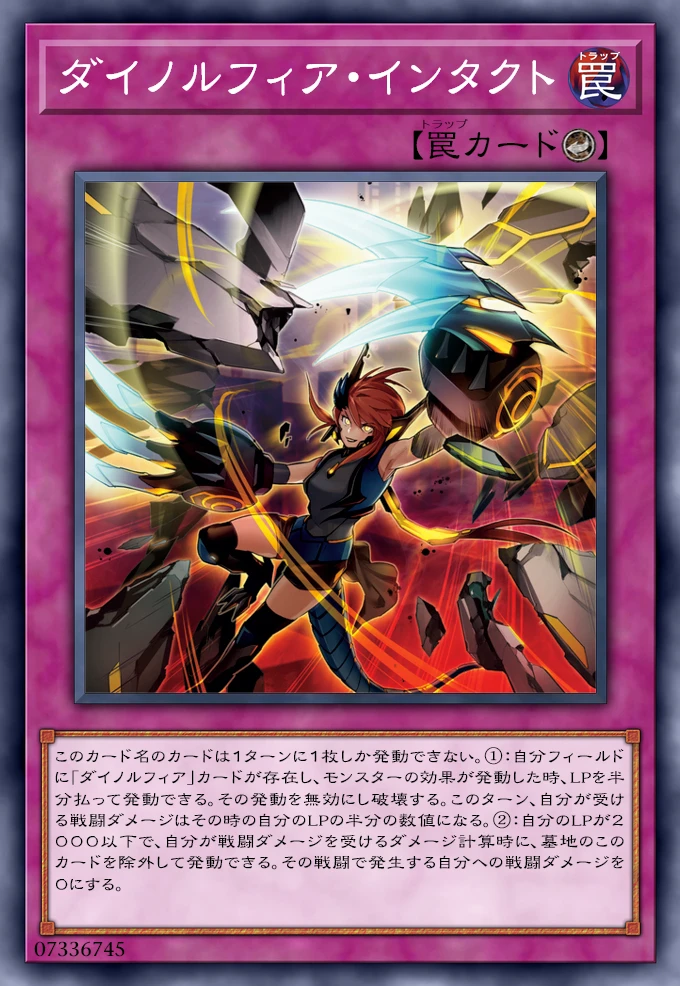 ダイノルフィア・インタクト
トラップ
罠
トラップ
【罠カード】
このカード名のカードは1ターンに1枚しか発動できない。①:自分フィールド
に「ダイノルフィア」カードが存在し、モンスターの効果が発動した時、LPを半
分払って発動できる。その発動を無効にし破壊する。このターン、自分が受け
る戦闘ダメージはその時の自分のLPの半分の数値になる。②:自分のLPが2
000以下で、自分が戦闘ダメージを受けるダメージ計算時に、墓地のこの
カードを除外して発動できる。その戦闘で発生する自分への戦闘ダメージを
0にする。
07336745